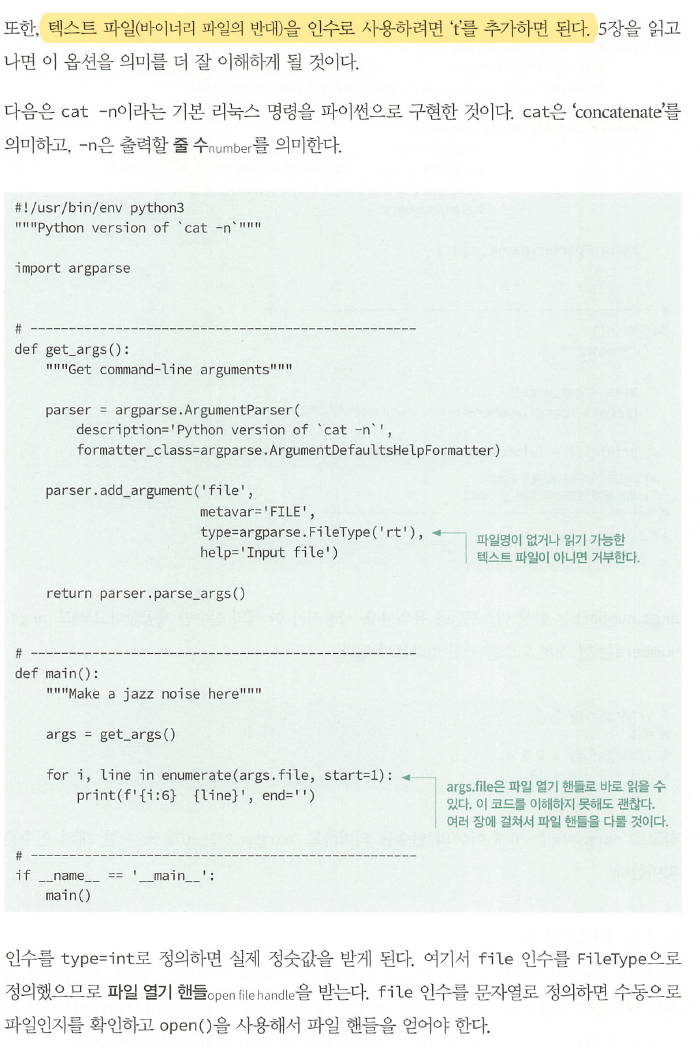 또한, 텍스트 파일(바이너리 파일의 반대)을 인수로 사용하려면 ‘t’를 추가하면 된다. 5장을 읽고
나면 이 옵션을 의미를 더 잘 이해하게 될 것이다.
다음은 cat -n이라는 기본 리눅스 명령을 파이썬으로 구현한 것이다. cat은 ‘concatenate’를
의미하고, -n은 출력할 줄 수number를 의미한다.
#!/usr/bin/env python3
"""Python version of `cat -n`"""
import argparse
# --------------------------------------------------
def get_args():
    """Get command-line arguments"""
    parser = argparse.ArgumentParser(
        description='Python version of `cat -n`',
        formatter_class=argparse.ArgumentDefaultsHelpFormatter)
    parser.add_argument('file',
                        metavar='FILE',
                        type=argparse.FileType('rt'),
                        help='Input file')
파일명이 없거나 읽기 가능한
텍스트 파일이 아니면 거부한다.
    return parser.parse_args()
# --------------------------------------------------
def main():
    """Make a jazz noise here"""
    args = get_args()
    for i, line in enumerate(args.file, start=1):
        print(f'{i:6}  {line}', end='')
args.file은 파일 열기 핸들로 바로 읽을 수
있다. 이 코드를 이해하지 못해도 괜찮다.
여러 장에 걸쳐서 파일 핸들을 다룰 것이다.
# --------------------------------------------------
if __name__ == '__main__':
    main()
인수를 type=int로 정의하면 실제 정숫값을 받게 된다. 여기서 file 인수를 FileType으로
정의했으므로 파일 열기 핸들open file handle을 받는다. file 인수를 문자열로 정의하면 수동으로
파일인지를 확인하고 open()을 사용해서 파일 핸들을 얻어야 한다.